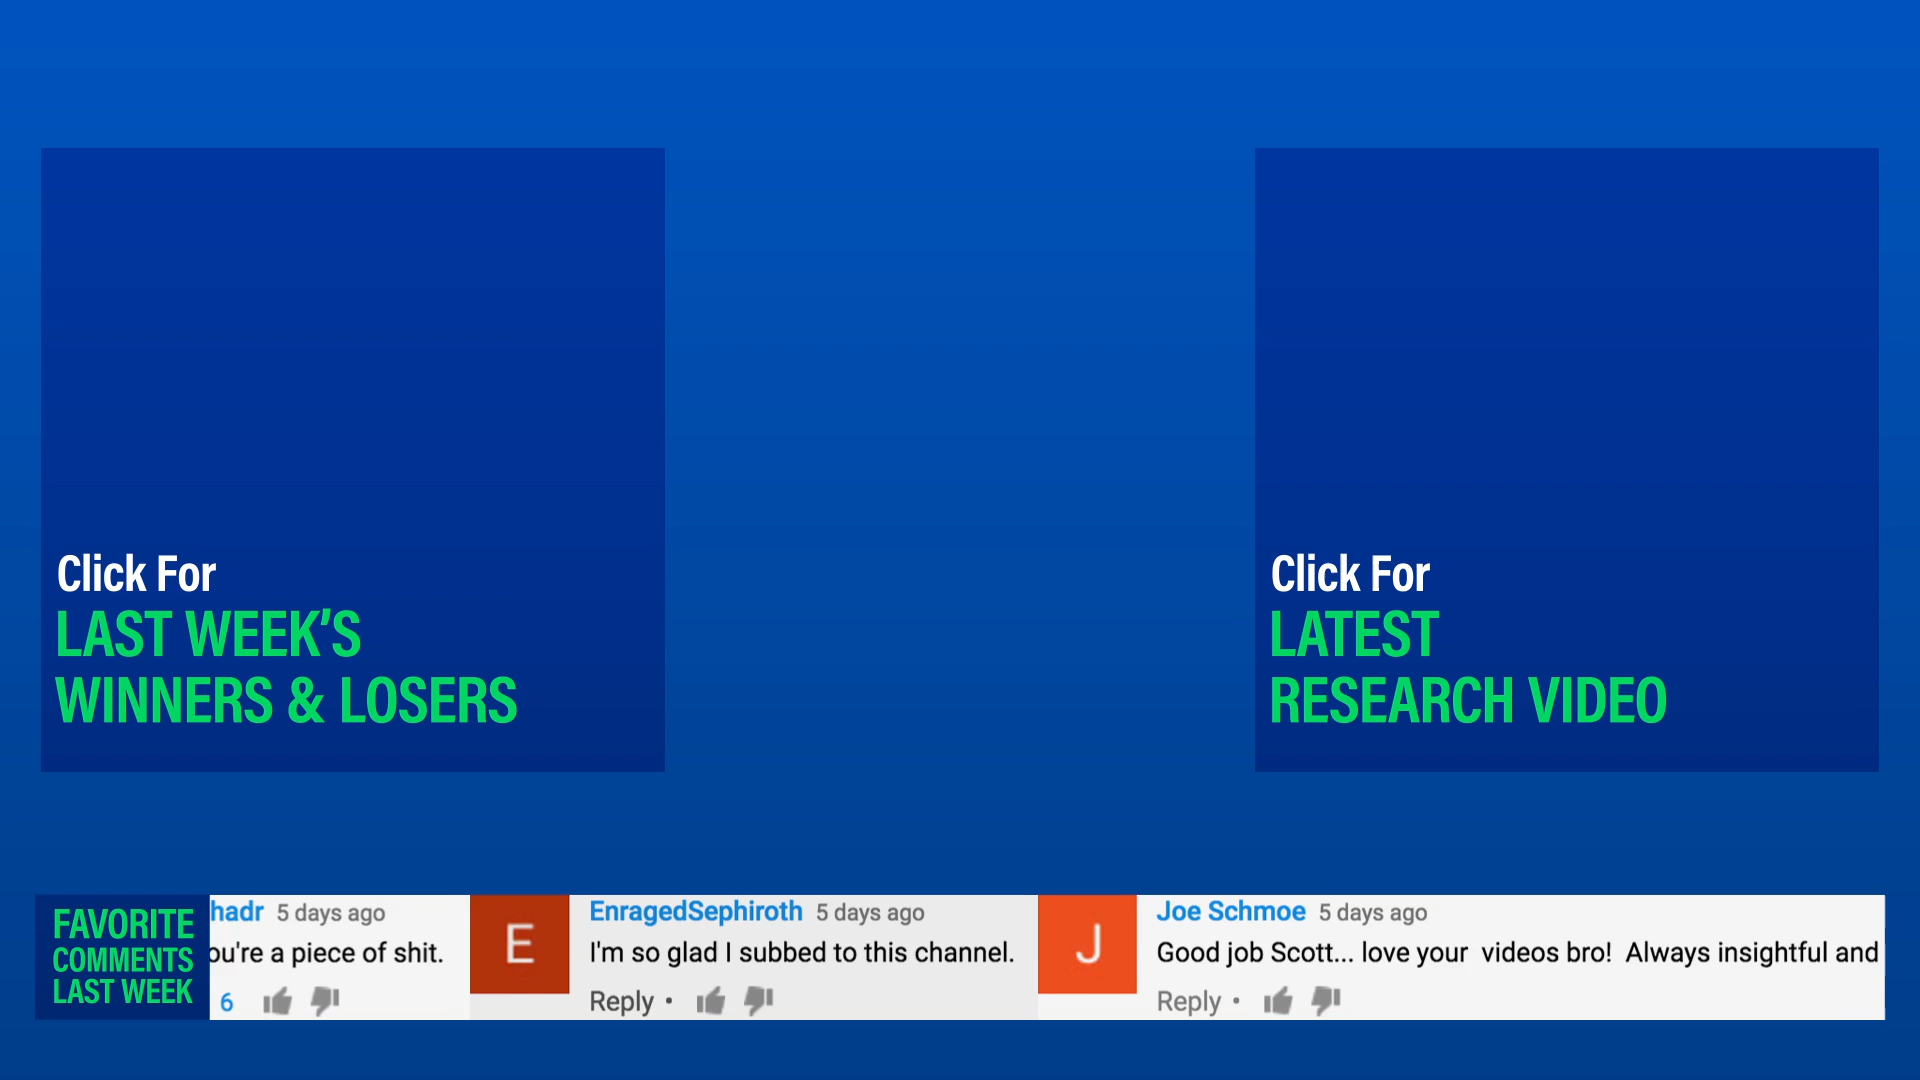 Click For
LAST WEEK'S
WINNERS & LOSERS
Click For
LATEST
RESEARCH VIDEO
FAVORITE
COMMENTS
LAST WEEK
hadr 5 days ago
ou're a piece of shit.
6
E
EnragedSephiroth 5 days ago
I'm so glad I subbed to this channel.
Reply •
J
Joe Schmoe 5 days ago
Good job Scott... love your  videos bro!  Always insightful and
Reply •